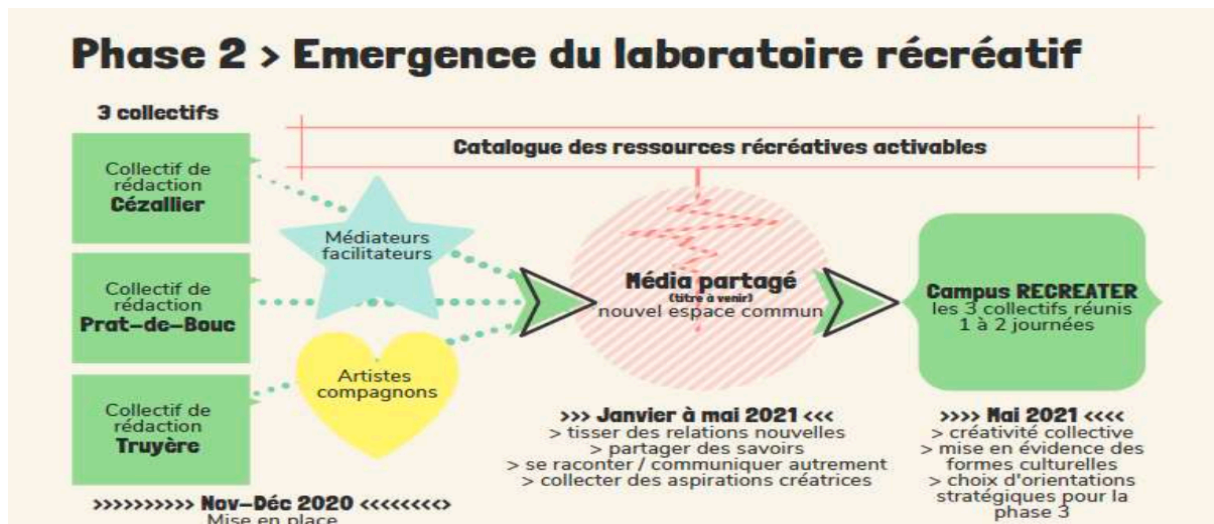 Phase 2 > Emergence du laboratoire récréatif
3 collectifs
Catalogue des ressources récréatives activables
Collectif de
rédaction
Cézallier
Collectif de
rédaction
Prat-de-Bouc
Collectif de
rédaction
Truyère
Médiateurs
facilitateurs
Artistes
compagnons
Média partagé
(titre à venir)
nouvel espace commun
Campus RECREATER
les 3 collectifs réunis
1 à 2 journées
>>>>>>>>>> Nov-Déc 2020 <<<<<<<<>
Mise en place
>>> Janvier à mai 2021 <<<
> tisser des relations nouvelles
> partager des savoirs
> se raconter / communiquer autrement
> collecter des aspirations créatrices
>>>> Mai 2021 <<<<
> créativité collective
> mise en évidence des
formes culturelles
> choix d'orientations
stratégiques pour la
phase 3